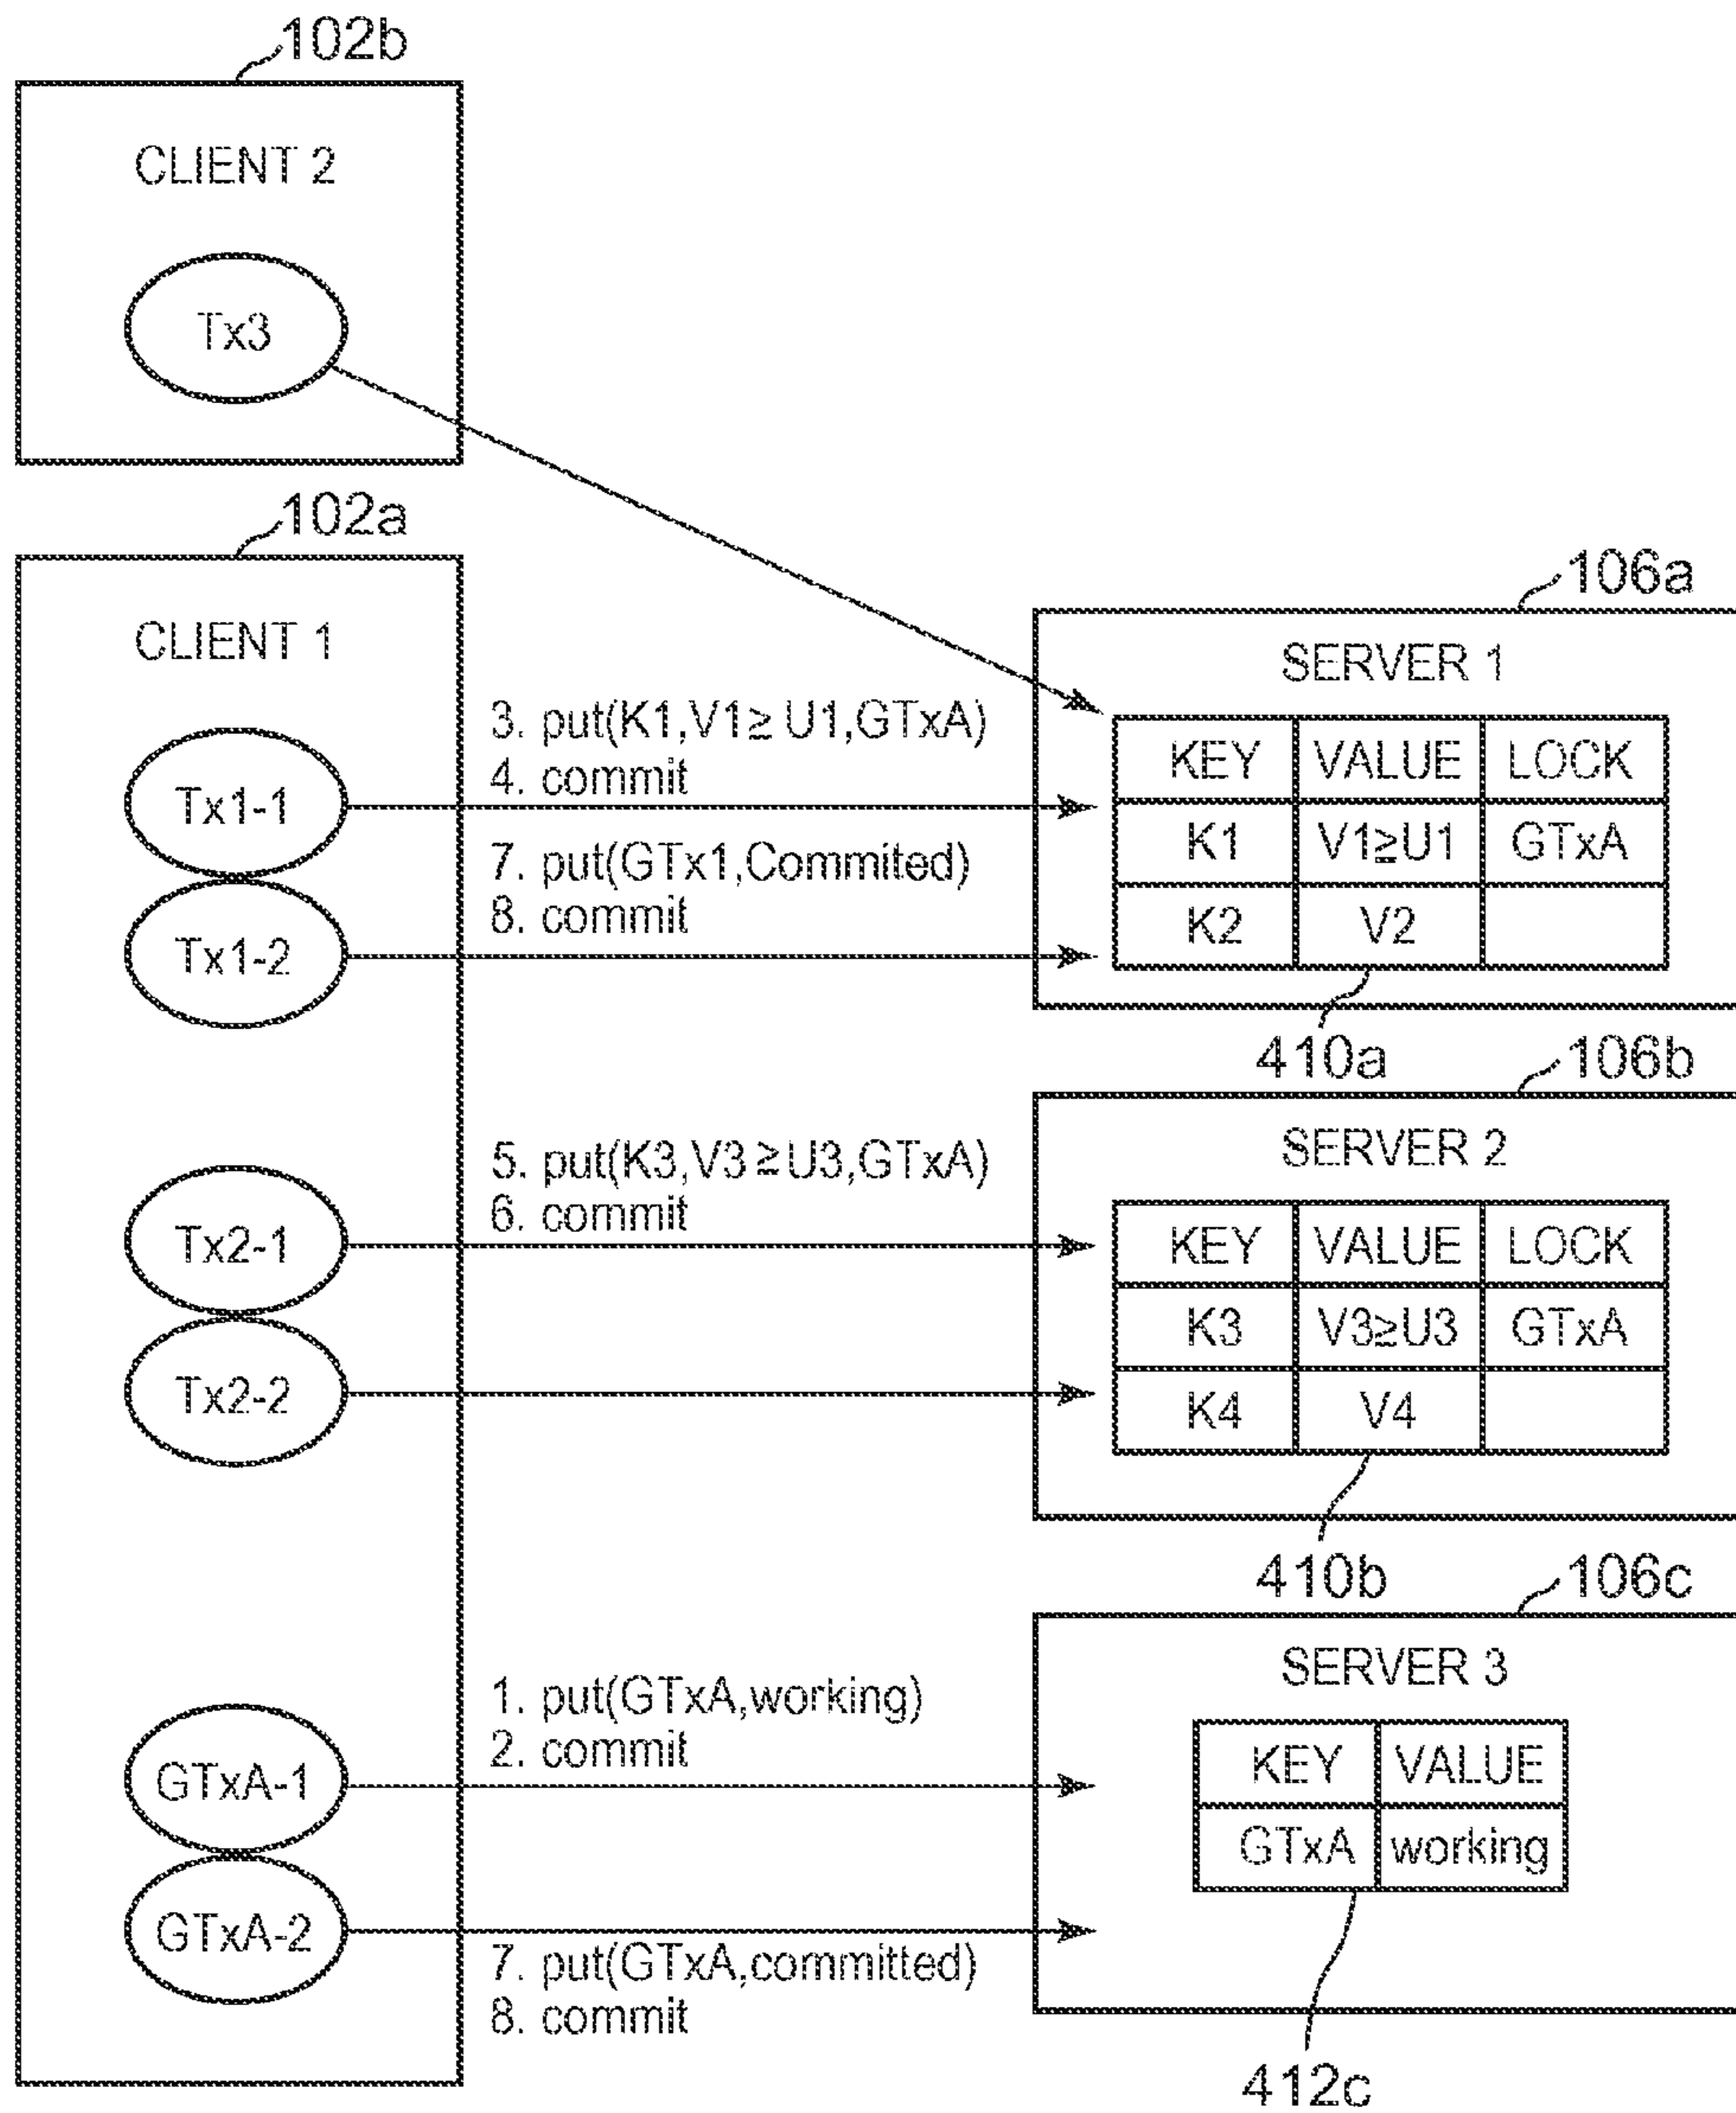 102b
CLIENT 2
Tx3
102a
CLIENT 1
Tx1-1
Tx1-2
Tx2-1
Tx2-2
GTxA-1
GTxA-2
3. put(K1,V1≧U1,GTxA)
4. commit
7. put(GTx1,Commited)
8. commit
5. put(K3,V3≧U3,GTxA)
6. commit
1. put(GTxA,working)
2. commit
7. put(GTxA,committed)
8. commit
106a
SERVER 1
KEY VALUE LOCK
K1 V1≧U1 GTxA
K2 V2
410a
106b
SERVER 2
KEY VALUE LOCK
K3 V3≧U3 GTxA
K4 V4
410b
106c
SERVER 3
KEY VALUE
GTxA working
412c